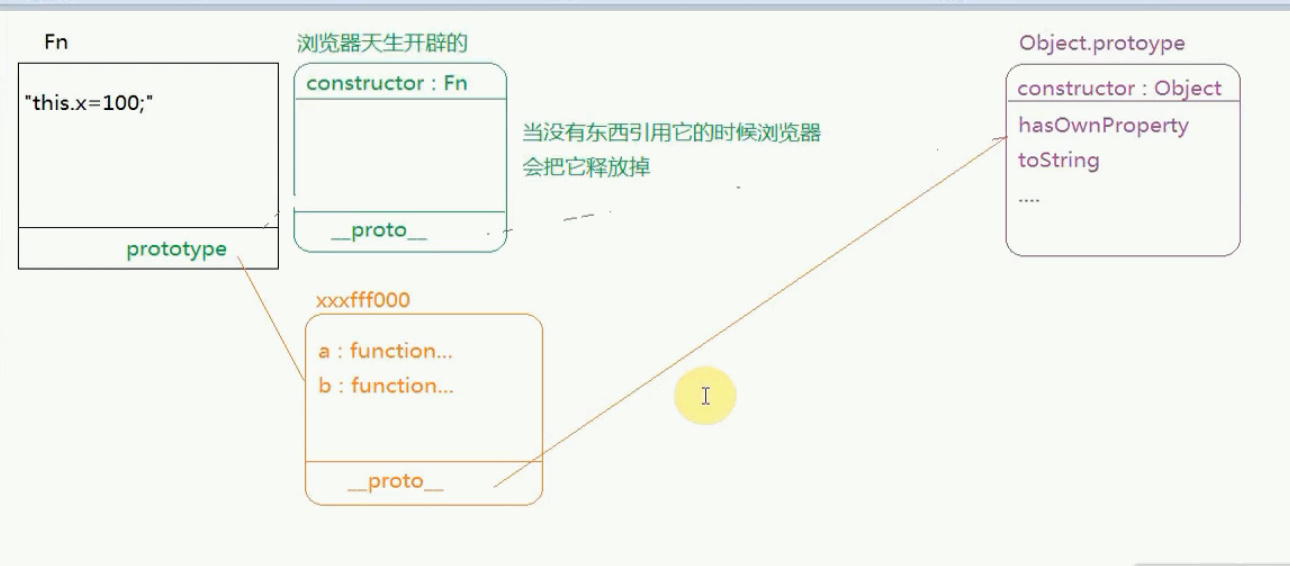 Fn
"this.x=100;"
prototype
浏览器天生开辟的
constructor : Fn
__proto__
当没有东西引用它的时候浏览器
会把它释放掉
xxxfff000
a : function...
b : function...
__proto__
Object.protoype
constructor : Object
hasOwnProperty
toString
....